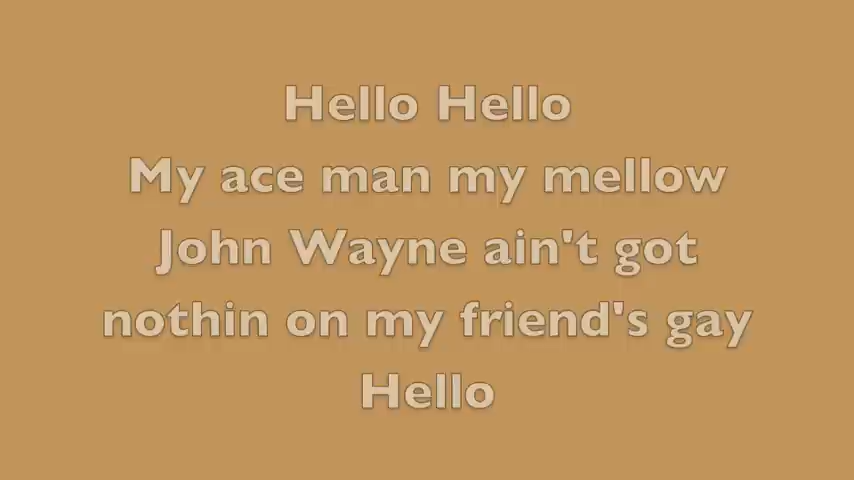 Hello Hello
My ace man my mellow
John Wayne ain't got
nothin on my friend's gay
Hello